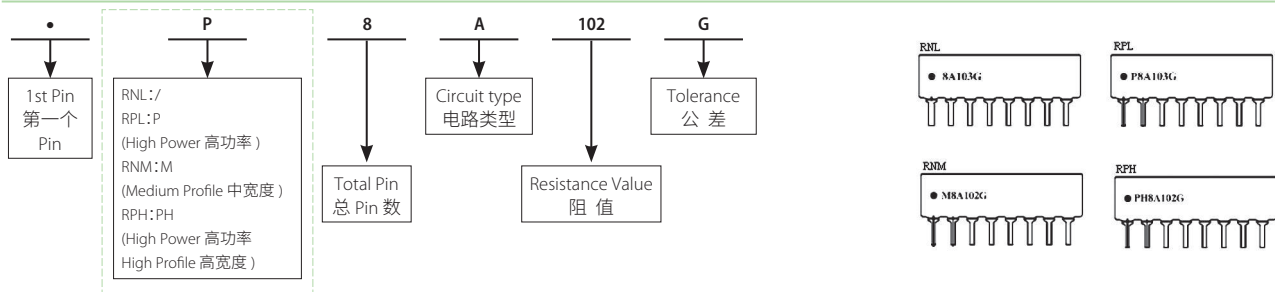 • P 8 A 102 G
1st Pin
第一个
Pin
RNL:/
RPL:P
(High Power 高功率 )
RNM:M
(Medium Profile 中宽度 )
RPH:PH
(High Power 高功率
High Profile 高宽度 )
Total Pin
总 Pin 数
Circuit type
电路类型
Resistance Value
阻 值
Tolerance
公 差
RNL
8A103G
RPL
P8A103G
RNM
M8A102G
RPH
PH8A102G